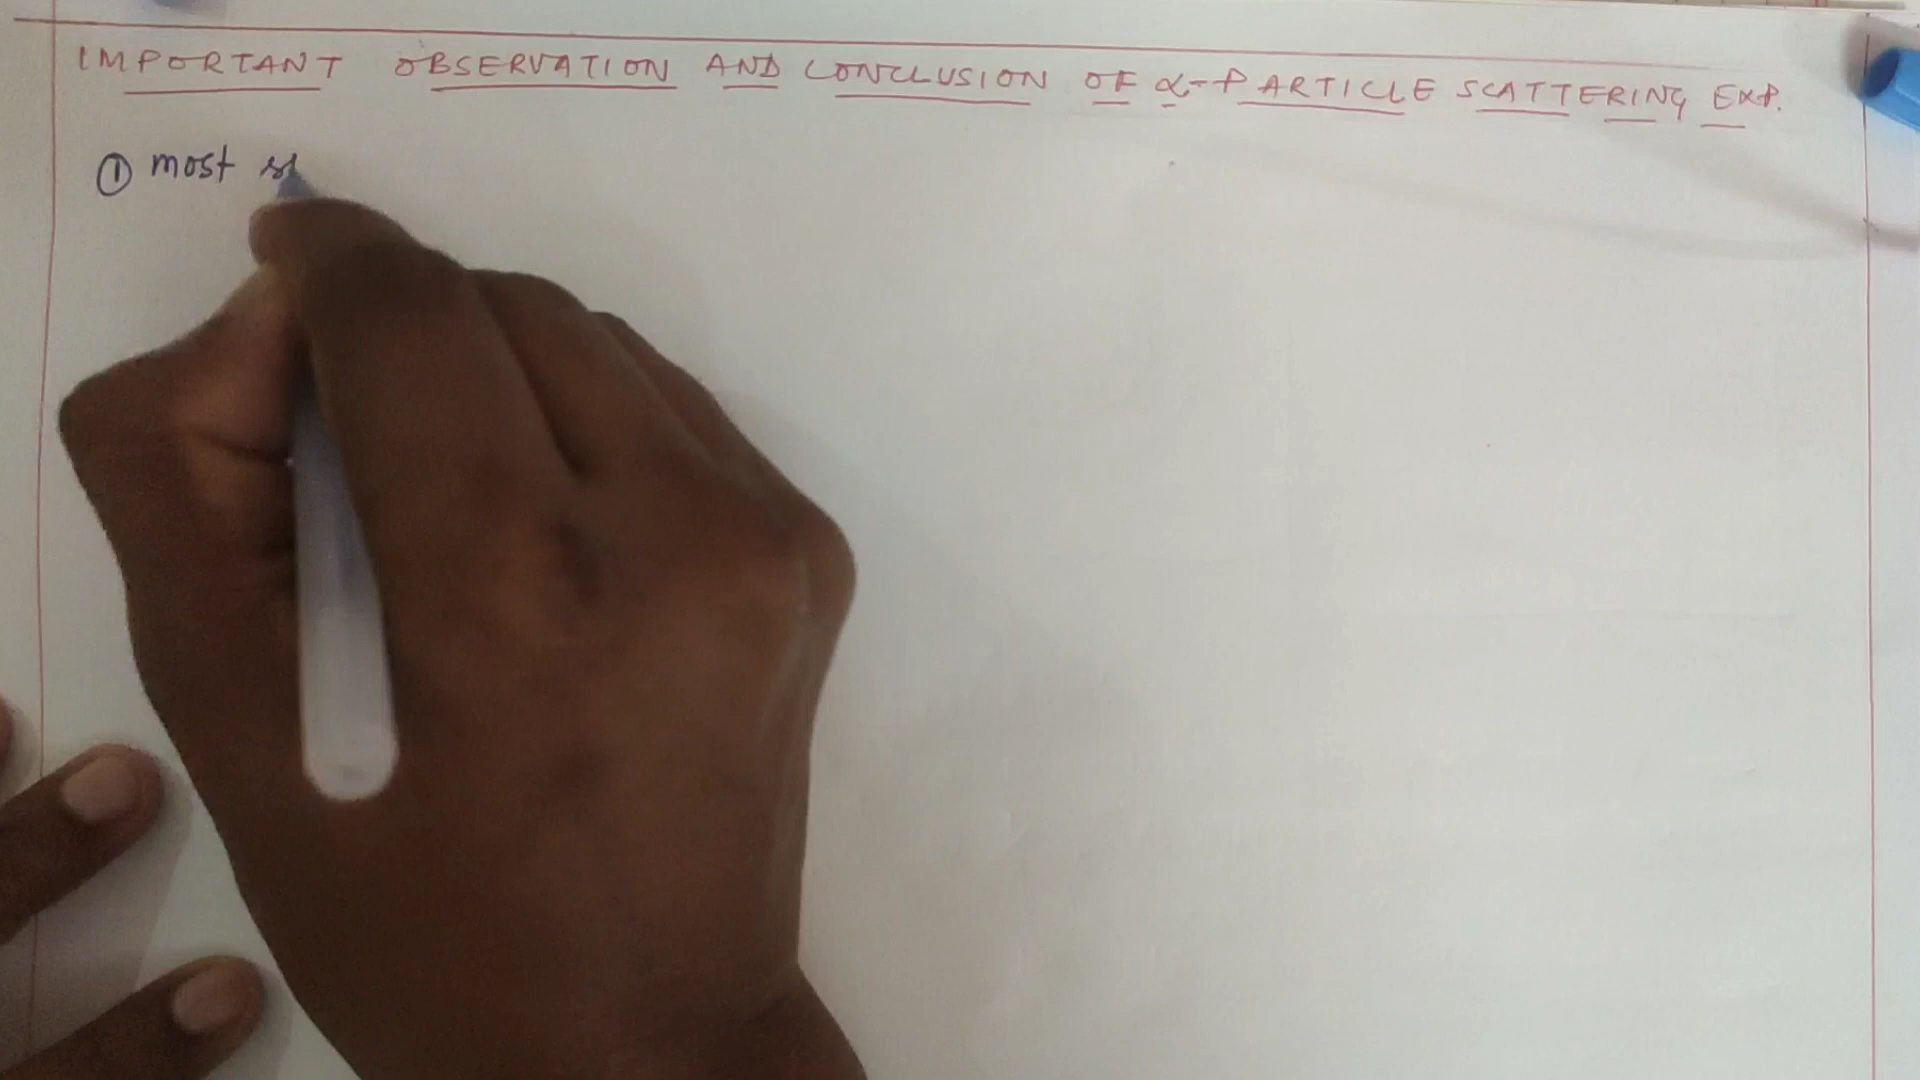 IMPORTANT OBSERVATION AND CONCLUSION OF α-PARTICLE SCATTERING EXP.
① most